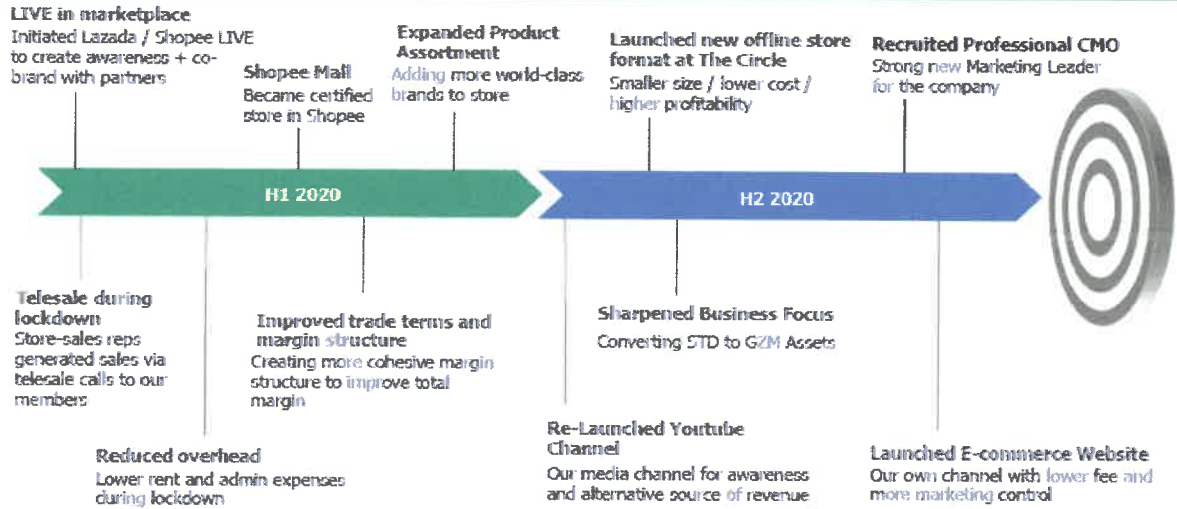 LIVE in marketplace
Initiated Lazada / Shopee LIVE
to create awareness + co-
brand with partners
Shopee Mall
Became certified
store in Shopee
Expanded Product
Assortment
Adding more world-class
brands to store
Launched new offline store
format at The Circle
Smaller size / lower cost /
higher profitability
Recruited Professional CMO
Strong new Marketing Leader
for the company
H1 2020
H2 2020
Telesale during
lockdown
Store-sales reps
generated sales via
telesale calls to our
members
Reduced overhead
Lower rent and admin expenses
during lockdown
Improved trade terms and
margin structure
Creating more cohesive margin
structure to improve total
margin
Re-Launched Youtube
Channel
Our media channel for awareness
and alternative source of revenue
Sharpened Business Focus
Converting STD to GZM Assets
Launched E-commerce Website
Our own channel with lower fee and
more marketing control